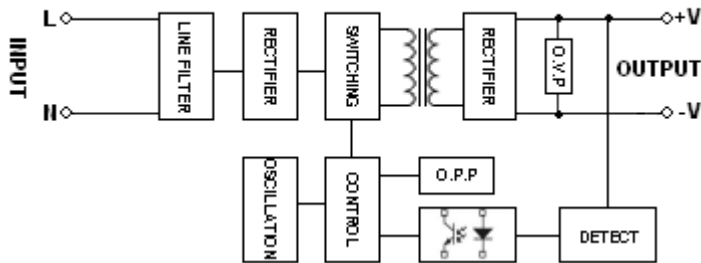 INPUT
L
N
LINE FILTER
RECTIFIER
SWITCHING
RECTIFIER
O.V.P
+V
OUTPUT
-V
OSCILLATION
CONTROL
O.P.P
DETECT